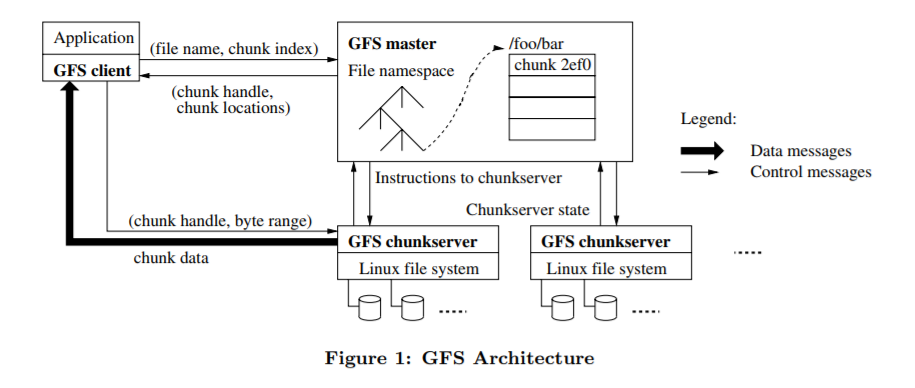 Application
GFS client
(file name, chunk index)
(chunk handle,
chunk locations)
GFS master
File namespace
/foo/bar
chunk 2ef0
Legend:
Data messages
Control messages
Instructions to chunkserver
Chunkserver state
(chunk handle, byte range)
chunk data
GFS chunkserver
Linux file system
GFS chunkserver
Linux file system
Figure 1: GFS Architecture